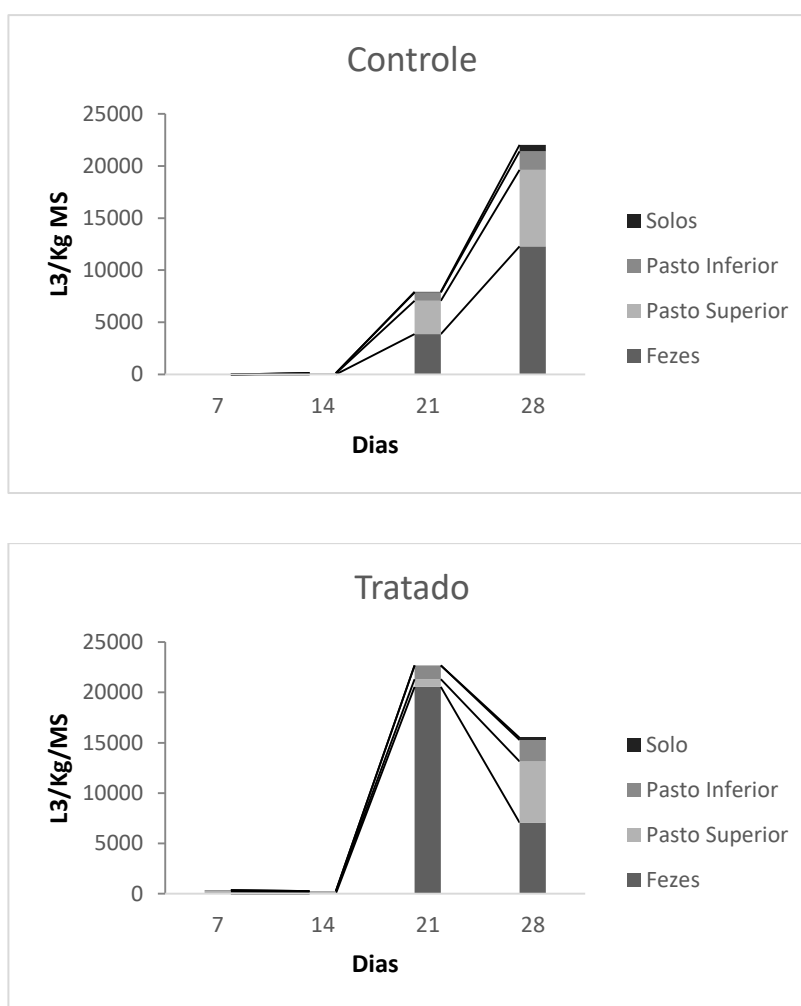 Controle
L3/Kg MS
25000
20000
15000
10000
5000
0
7 14 21 28
Dias
Solos
Pasto Inferior
Pasto Superior
Fezes
Tratado
L3/Kg/MS
25000
20000
15000
10000
5000
0
7 14 21 28
Dias
Solo
Pasto Inferior
Pasto Superior
Fezes